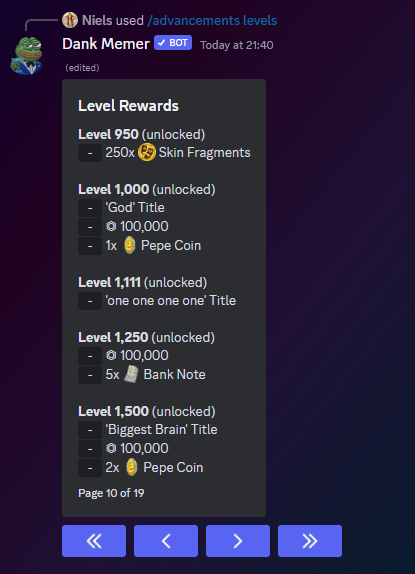 Niels used /advancements levels
Dank Memer ✓ BOT Today at 21:40
(edited)
Level Rewards
Level 950 (unlocked)
- 250x Skin Fragments
Level 1,000 (unlocked)
- 'God' Title
- ⏣ 100,000
- 1x Pepe Coin
Level 1,111 (unlocked)
- 'one one one one' Title
Level 1,250 (unlocked)
- ⏣ 100,000
- 5x Bank Note
Level 1,500 (unlocked)
- 'Biggest Brain' Title
- ⏣ 100,000
- 2x Pepe Coin
Page 10 of 19